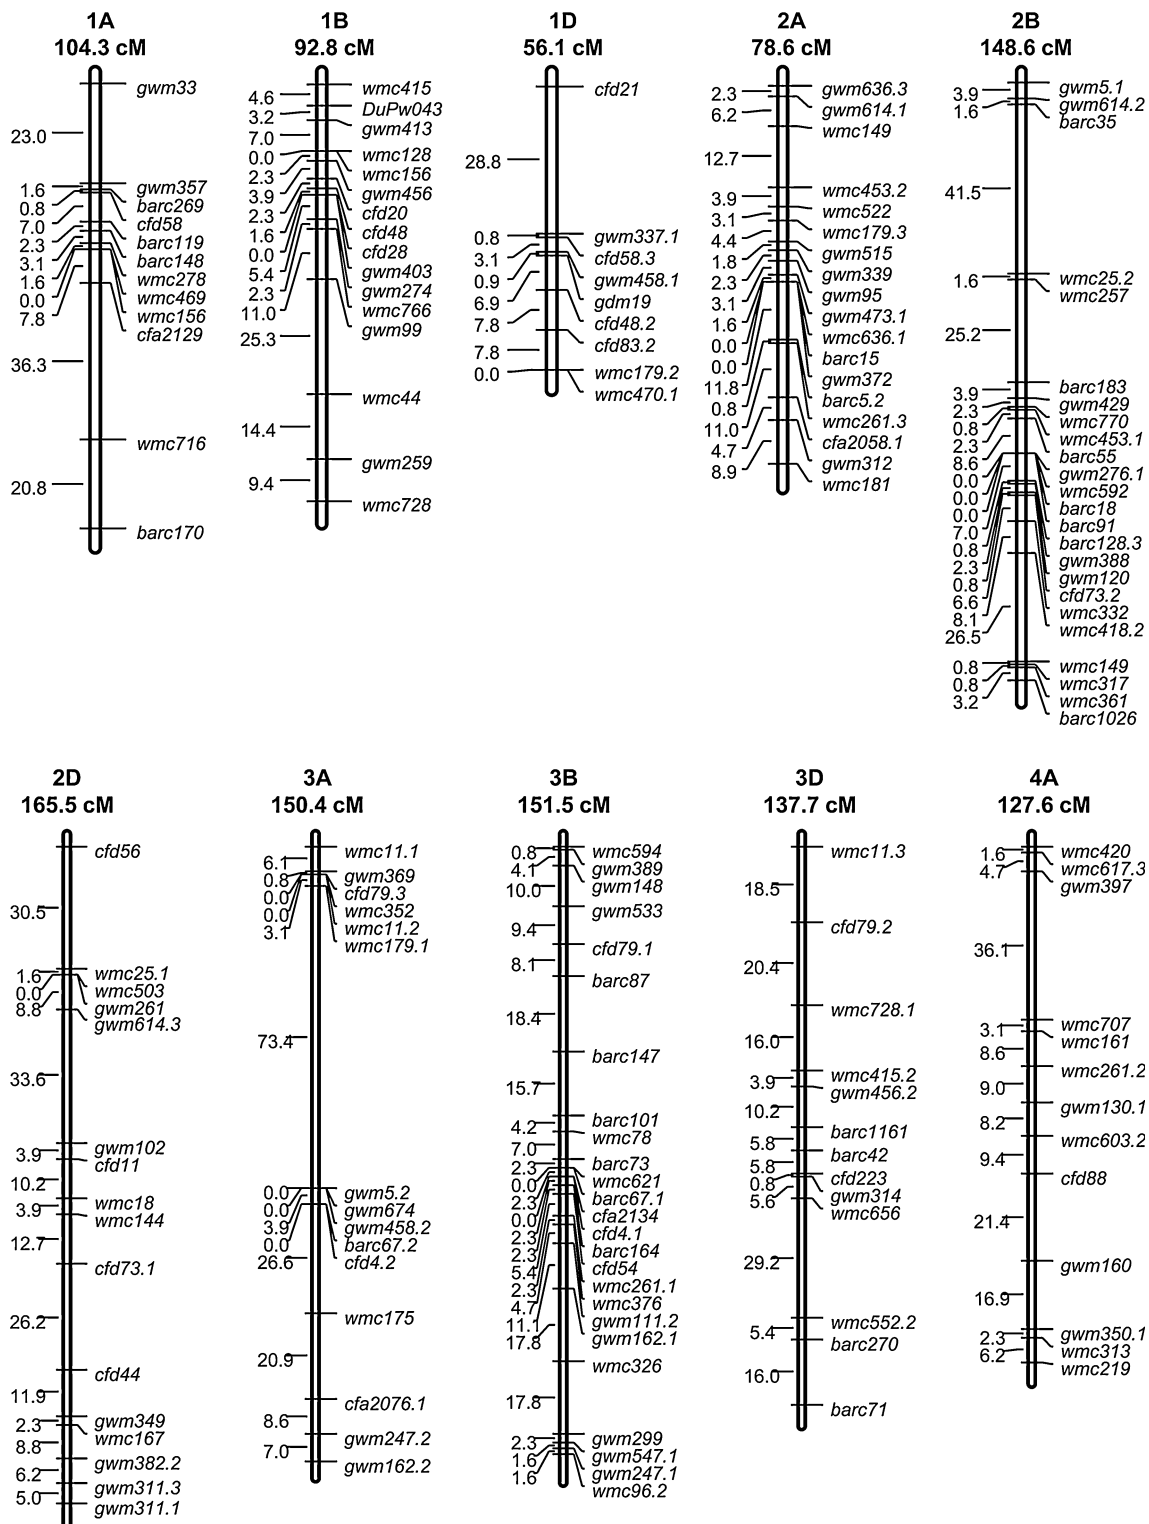 1A
104.3 cM
gwm33
23.0
gwm357
1.6
barc269
0.8
cfd58
7.0
barc119
2.3
barc148
3.1
wmc278
1.6
wmc469
0.0
wmc156
7.8
cfa2129
36.3
wmc716
20.8
barc170
1B
92.8 cM
wmc415
4.6
DuPw043
3.2
gwm413
7.0
wmc128
0.0
wmc156
2.3
gwm456
3.9
cfd20
2.3
cfd48
1.6
cfd28
0.0
gwm403
5.4
gwm274
2.3
wmc766
11.0
gwm99
25.3
wmc44
14.4
gwm259
9.4
wmc728
1D
56.1 cM
cfd21
28.8
gwm337.1
0.8
cfd58.3
3.1
gwm458.1
0.9
gdm19
6.9
cfd48.2
7.8
cfd83.2
7.8
wmc179.2
0.0
wmc470.1
2A
78.6 cM
gwm636.3
2.3
gwm614.1
6.2
wmc149
12.7
wmc453.2
3.9
wmc522
3.1
wmc179.3
4.4
gwm515
1.8
gwm339
2.3
gwm95
3.1
gwm473.1
1.6
wmc636.1
0.0
barc15
0.0
gwm372
11.8
barc5.2
0.8
wmc261.3
11.0
cfa2058.1
4.7
gwm312
8.9
wmc181
2B
148.6 cM
gwm5.1
3.9
gwm614.2
1.6
barc35
41.5
wmc25.2
1.6
wmc257
25.2
barc183
3.9
gwm429
2.3
wmc770
0.8
wmc453.1
2.3
barc55
8.6
gwm276.1
0.0
wmc592
0.0
barc18
0.0
barc91
7.0
barc128.3
0.8
gwm388
2.3
gwm120
0.8
cfd73.2
6.6
wmc332
8.1
wmc418.2
26.5
wmc149
0.8
wmc317
0.8
wmc361
3.2
barc1026
2D
165.5 cM
cfd56
30.5
wmc25.1
1.6
wmc503
0.0
gwm261
8.8
gwm614.3
33.6
gwm102
3.9
cfd11
10.2
wmc18
3.9
wmc144
12.7
cfd73.1
26.2
cfd44
11.9
gwm349
2.3
wmc167
8.8
gwm382.2
6.2
gwm311.3
5.0
gwm311.1
3A
150.4 cM
wmc11.1
6.1
gwm369
0.8
cfd79.3
0.0
wmc352
0.0
wmc11.2
3.1
wmc179.1
73.4
gwm5.2
0.0
gwm674
0.0
gwm458.2
3.9
barc67.2
0.0
cfd4.2
26.6
wmc175
20.9
cfa2076.1
8.6
gwm247.2
7.0
gwm162.2
3B
151.5 cM
wmc594
0.8
gwm389
4.1
gwm148
10.0
gwm533
9.4
cfd79.1
8.1
barc87
18.4
barc147
15.7
barc101
4.2
wmc78
7.0
barc73
2.3
wmc621
0.0
barc67.1
2.3
cfa2134
0.0
cfd4.1
2.3
barc164
2.3
cfd54
5.4
wmc261.1
2.3
wmc376
4.7
gwm111.2
11.1
gwm162.1
17.8
wmc326
17.8
gwm299
2.3
gwm547.1
1.6
gwm247.1
1.6
wmc96.2
3D
137.7 cM
wmc11.3
18.5
cfd79.2
20.4
wmc728.1
16.0
wmc415.2
3.9
gwm456.2
10.2
barc1161
5.8
barc42
5.8
cfd223
0.8
gwm314
5.6
wmc656
29.2
wmc552.2
5.4
barc270
16.0
barc71
4A
127.6 cM
wmc420
1.6
wmc617.3
4.7
gwm397
36.1
wmc707
3.1
wmc161
8.6
wmc261.2
9.0
gwm130.1
8.2
wmc603.2
9.4
cfd88
21.4
gwm160
16.9
gwm350.1
2.3
wmc313
6.2
wmc219